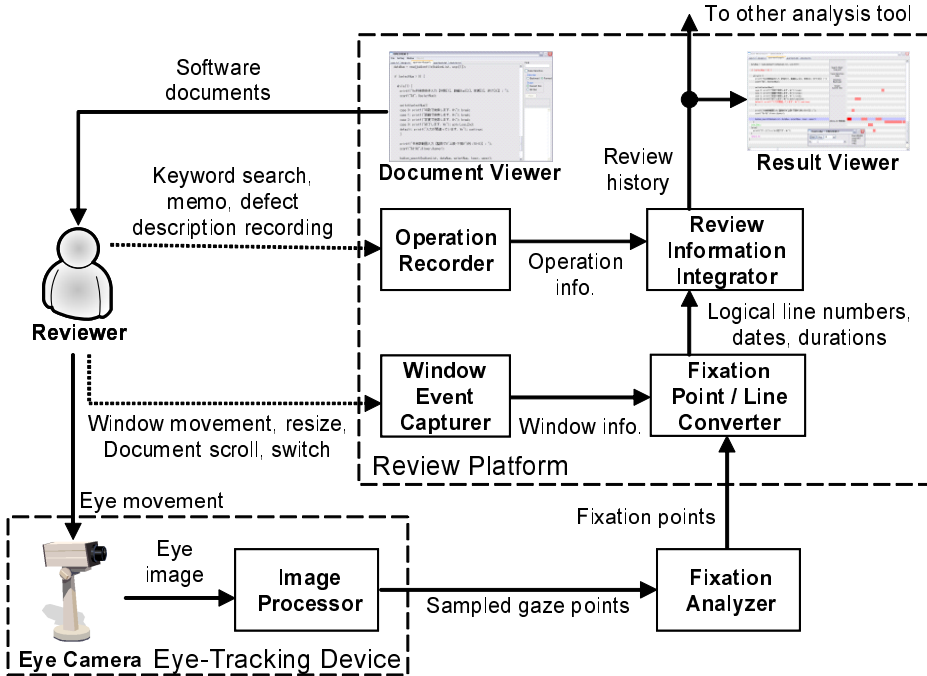 To other analysis tool
Software
documents
Document Viewer
Review
history
Result Viewer
Keyword search,
memo, defect
description recording
Operation
Recorder
Operation
info.
Review
Information
Integrator
Reviewer
Logical line numbers,
dates, durations
Window
Event
Capturer
Window info.
Fixation
Point / Line
Converter
Window movement, resize,
Document scroll, switch
Review Platform
Eye movement
Fixation points
Eye
image
Image
Processor
Sampled gaze points
Fixation
Analyzer
Eye Camera
Eye-Tracking Device